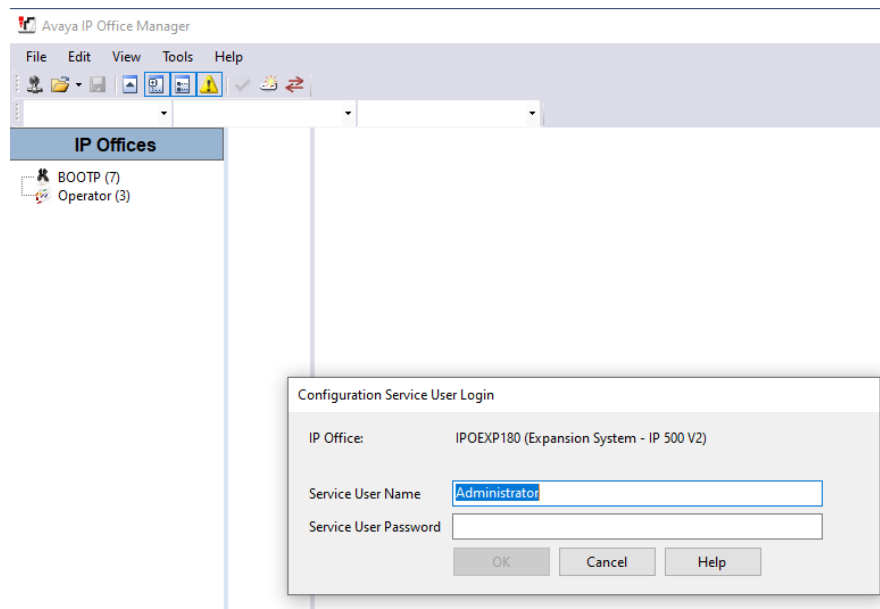 Avaya IP Office Manager
File Edit View Tools Help
IP Offices
BOOTP (7)
Operator (3)
Configuration Service User Login
IP Office: IPOEXP180 (Expansion System - IP 500 V2)
Service User Name Administrator
Service User Password
OK Cancel Help